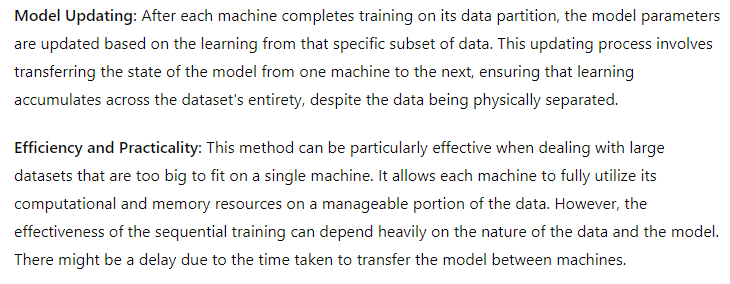 Model Updating: After each machine completes training on its data partition, the model parameters
are updated based on the learning from that specific subset of data. This updating process involves
transferring the state of the model from one machine to the next, ensuring that learning
accumulates across the dataset's entirety, despite the data being physically separated.
Efficiency and Practicality: This method can be particularly effective when dealing with large
datasets that are too big to fit on a single machine. It allows each machine to fully utilize its
computational and memory resources on a manageable portion of the data. However, the
effectiveness of the sequential training can depend heavily on the nature of the data and the model.
There might be a delay due to the time taken to transfer the model between machines.